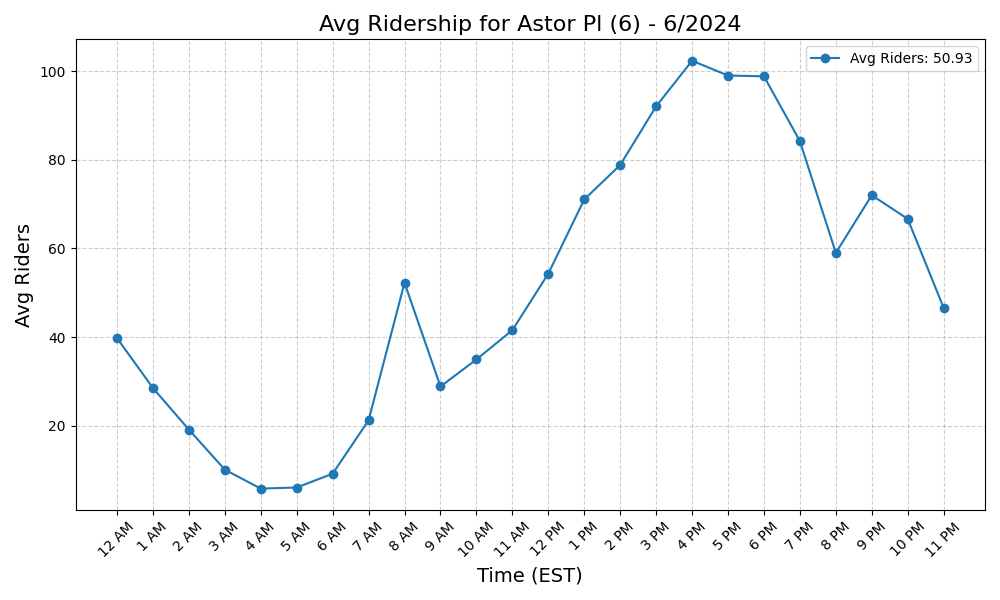 Avg Ridership for Astor Pl (6) - 6/2024
Avg Riders: 50.93
Avg Riders
100
80
60
40
20
12 AM
1 AM
2 AM
3 AM
4 AM
5 AM
6 AM
7 AM
8 AM
9 AM
10 AM
11 AM
12 PM
1 PM
2 PM
3 PM
4 PM
5 PM
6 PM
7 PM
8 PM
9 PM
10 PM
11 PM
Time (EST)